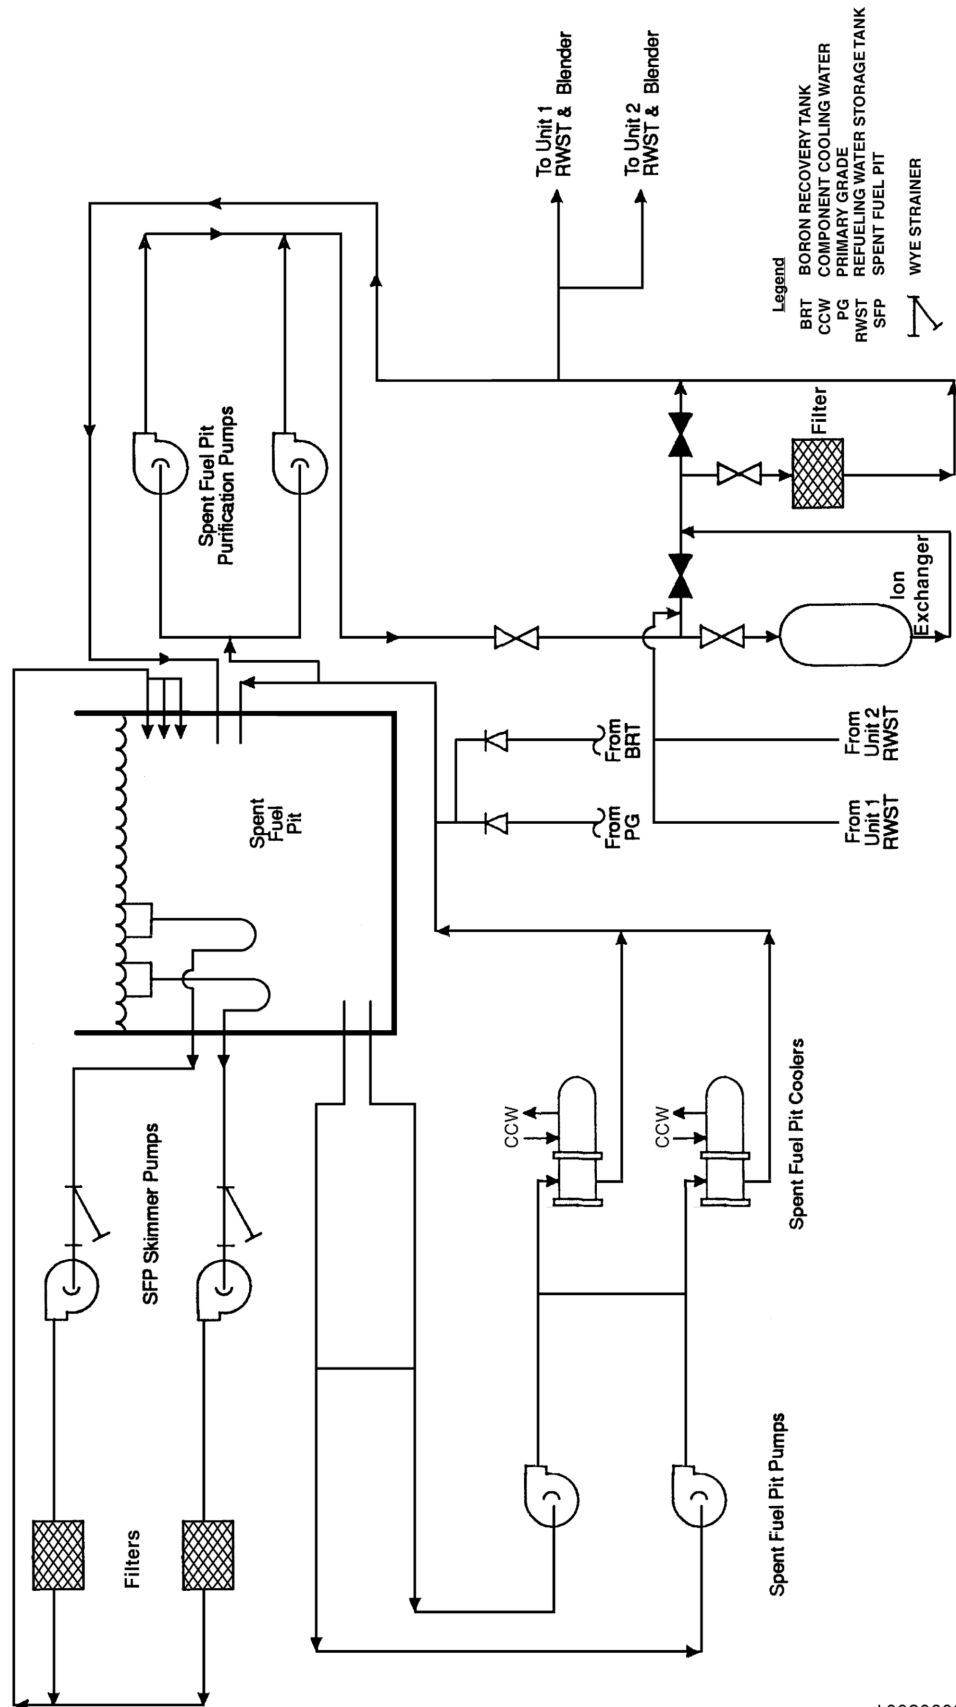 Filters
SFP Skimmer Pumps
Spent
Fuel
Pit
Spent Fuel Pit
Purification Pumps
To Unit 1
RWST & Blender
To Unit 2
RWST & Blender
Spent Fuel Pit Pumps
CCW
CCW
Spent Fuel Pit Coolers
From
PG
From
BRT
From
Unit 1
RWST
From
Unit 2
RWST
Ion
Exchanger
Filter
Legend
BRT BORON RECOVERY TANK
CCW COMPONENT COOLING WATER
PG PRIMARY GRADE
RWST REFUELING WATER STORAGE TANK
SFP SPENT FUEL PIT
WYE STRAINER